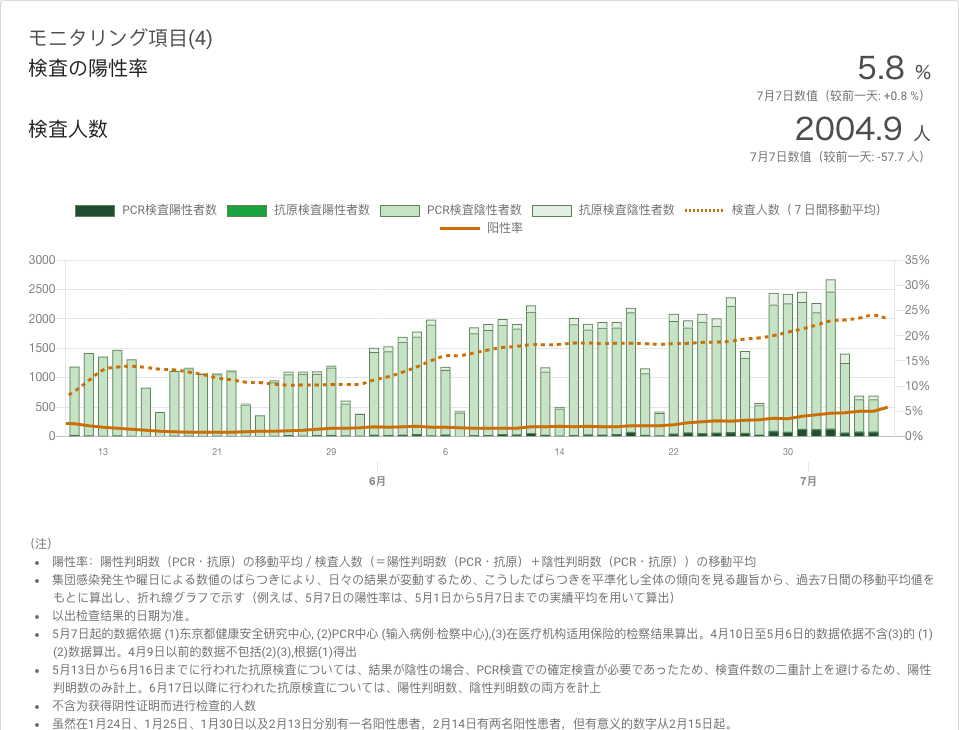 モニタリング項目(4)
検査の陽性率
5.8 %
7月7日数值（较前一天: +0.8 %）
検査人数
2004.9 人
7月7日数值（较前一天: -57.7 人）
PCR検査陽性者数 抗原検査陽性者数 PCR検査陰性者数 抗原検査陰性者数 検査人数（７日間移動平均）
阳性率
3000 35%
2500 30%
2000 25%
1500 20%
1000 15%
500 10%
0 5%
0%
13 21 29 6 14 22 30
6月 7月
（注）
陽性率：陽性判明数（PCR・抗原）の移動平均 / 検査人数（＝陽性判明数（PCR・抗原）＋陰性判明数（PCR・抗原））の移動平均
集団感染発生や曜日による数値のばらつきにより、日々の結果が変動するため、こうしたばらつきを平準化し全体の傾向を見る趣旨から、過去7日間の移動平均値を
もとに算出し、折れ線グラフで示す（例えば、5月7日の陽性率は、5月1日から5月7日までの実績平均を用いて算出）
以出检查结果的日期为准。
5月7日起的数据依据 (1)东京都健康安全研究中心, (2)PCR中心 (输入病例·检察中心),(3)在医疗机构适用保险的检察结果算出。4月10日至5月6日的数据依据不含(3)的 (1)
(2)数据算出。4月9日以前的数据不包括(2)(3),根据(1)得出
5月13日から6月16日までに行われた抗原検査については、結果が陰性の場合、PCR検査での確定検査が必要であったため、検査件数の二重計上を避けるため、陽性
判明数のみ計上。6月17日以降に行われた抗原検査については、陽性判明数、陰性判明数の両方を計上
不含为获得阴性证明而进行检查的人数
虽然在1月24日、1月25日、1月30日以及2月13日分别有一名阳性患者，2月14日有两名阳性患者，但有意义的数字从2月15日起。